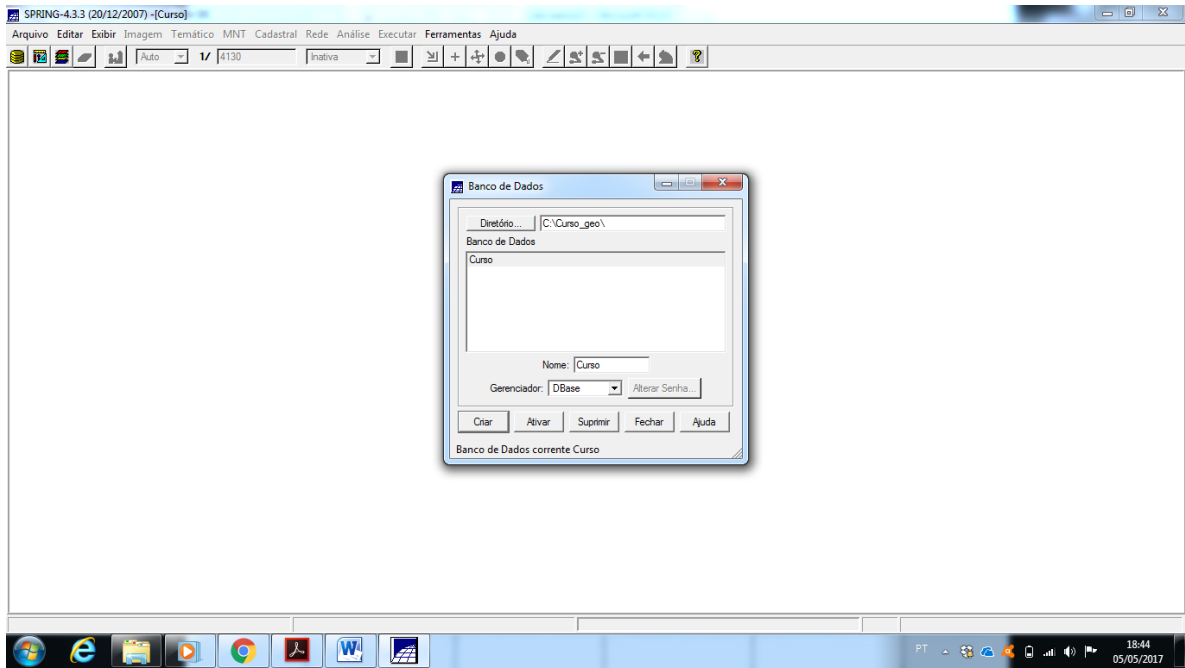 SPRING-4.3.3 (20/12/2007) -[Curso]
Arquivo Editar Exibir Imagem Temático MNT Cadastral Rede Análise Executar Ferramentas Ajuda
Auto 1/ 4130 Inativa
Banco de Dados
Diretório... C:\Curso_geo\
Banco de Dados
Curso
Nome: Curso
Gerenciador: DBase Alterar Senha...
Criar Ativar Suprimir Fechar Ajuda
Banco de Dados corrente Curso
PT 18:44
05/05/2017